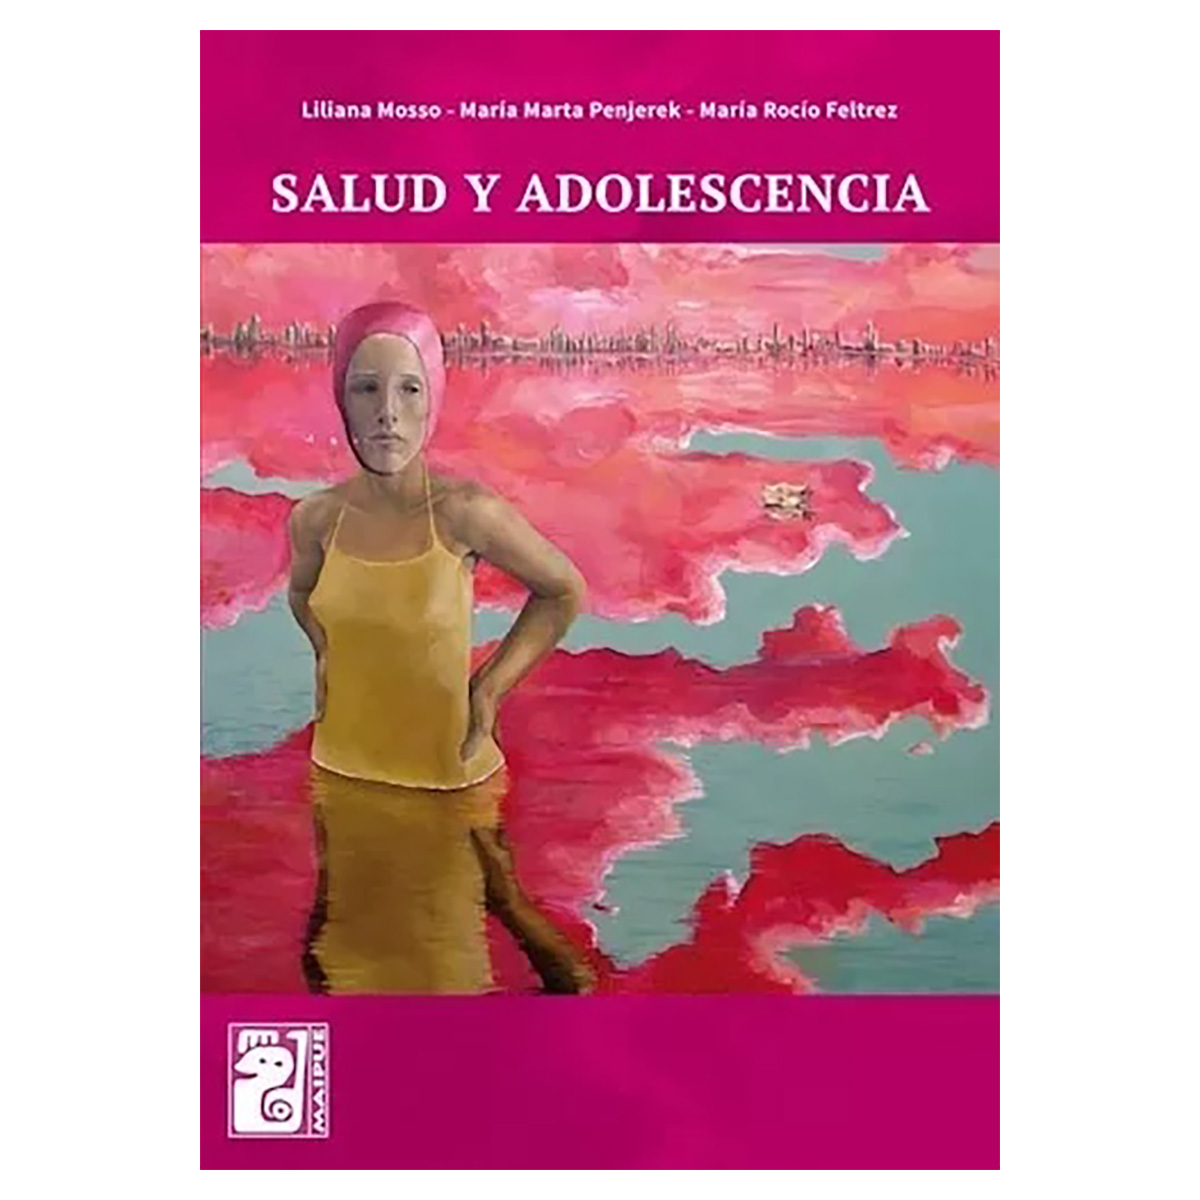 Liliana Mosso - María Marta Penjerek - María Rocío Feltrez
SALUD Y ADOLESCENCIA
MAIPUE